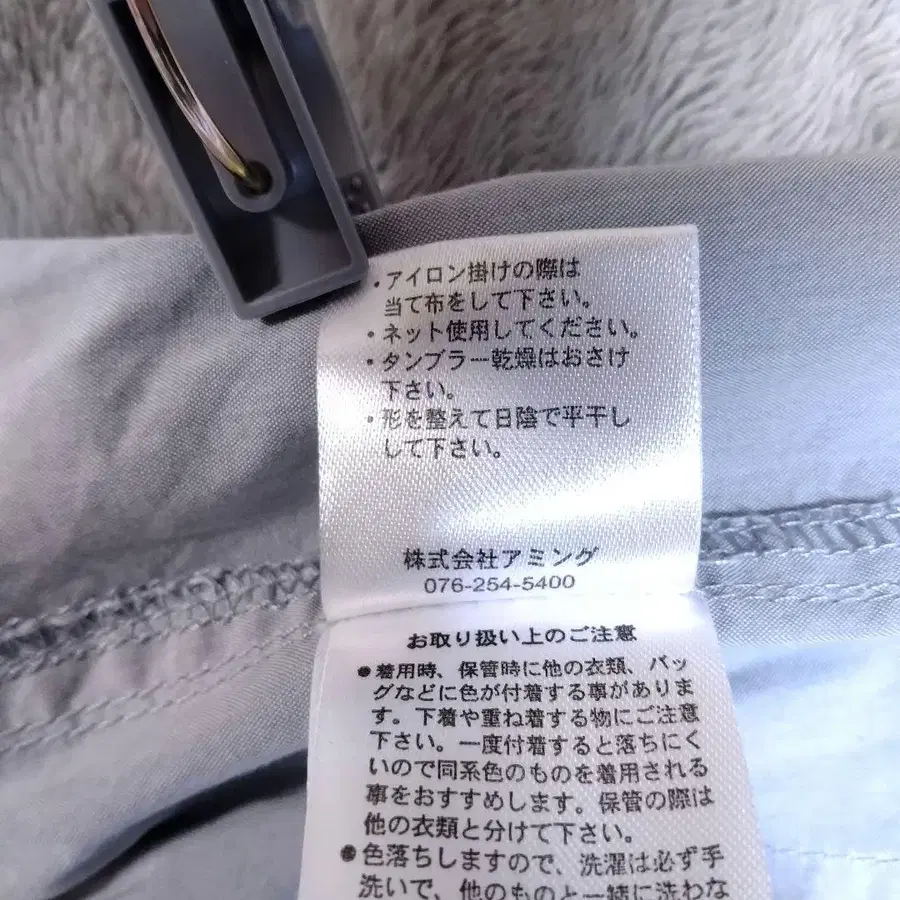 ・アイロン掛けの際は
当て布をして下さい。
・ネット使用してください。
・タンブラー乾燥はおさけ
下さい。
・形を整えて日陰で平干し
して下さい。
株式会社アミング
076-254-5400
お取り扱い上のご注意
●着用時、保管時に他の衣類、バッ
グなどに色が付着する事がありま
す。下着や重ね着する物にご注意
下さい。一度付着すると落ちにく
いので同系色のものを着用される
事をおすすめします。保管の際は
他の衣類と分けて下さい。
●色落ちしますので、洗濯は必ず手
洗いで、他のものと一緒に洗わな